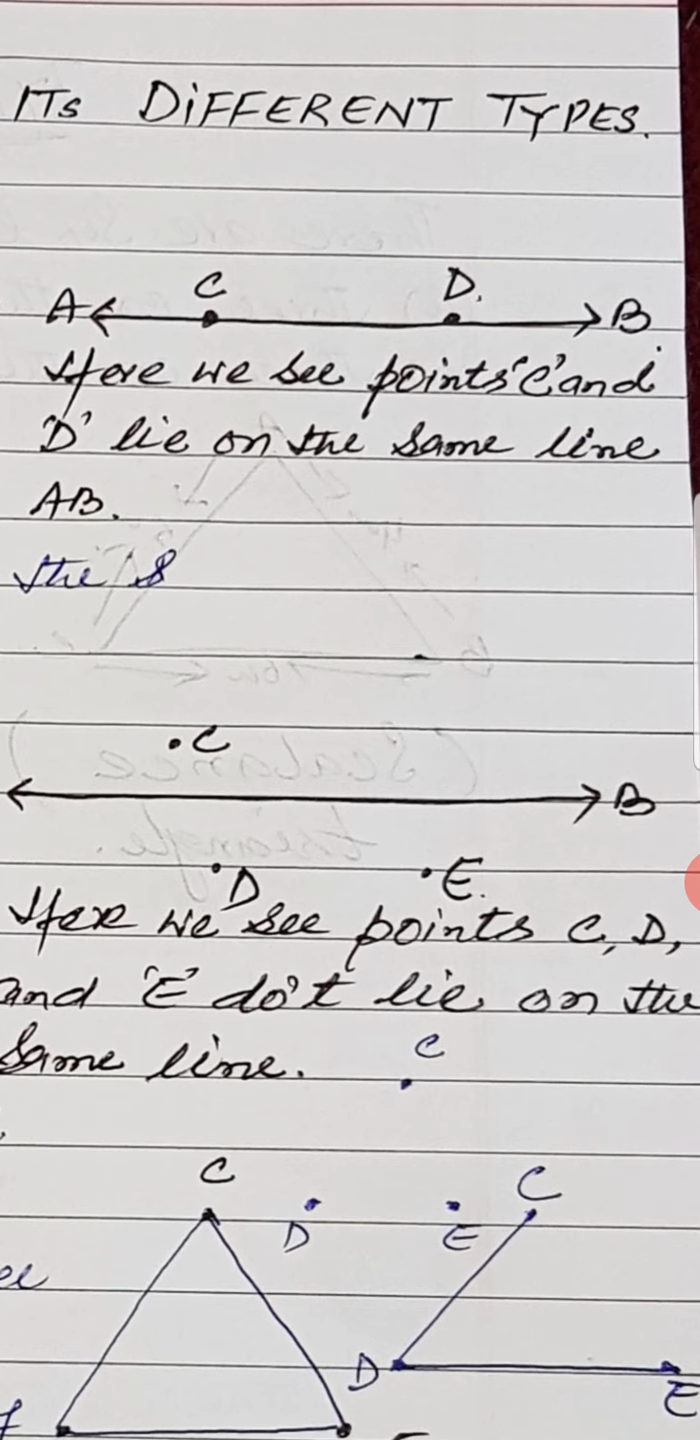 ITs DiFFERENT TYPES.
C D.
A B
Here we see points 'C' and
'D' lie on the same line
AB.
the S
C
B
D E.
Here we see points C, D,
and 'E' do't lie on the
same line.
C
C D E C
D E